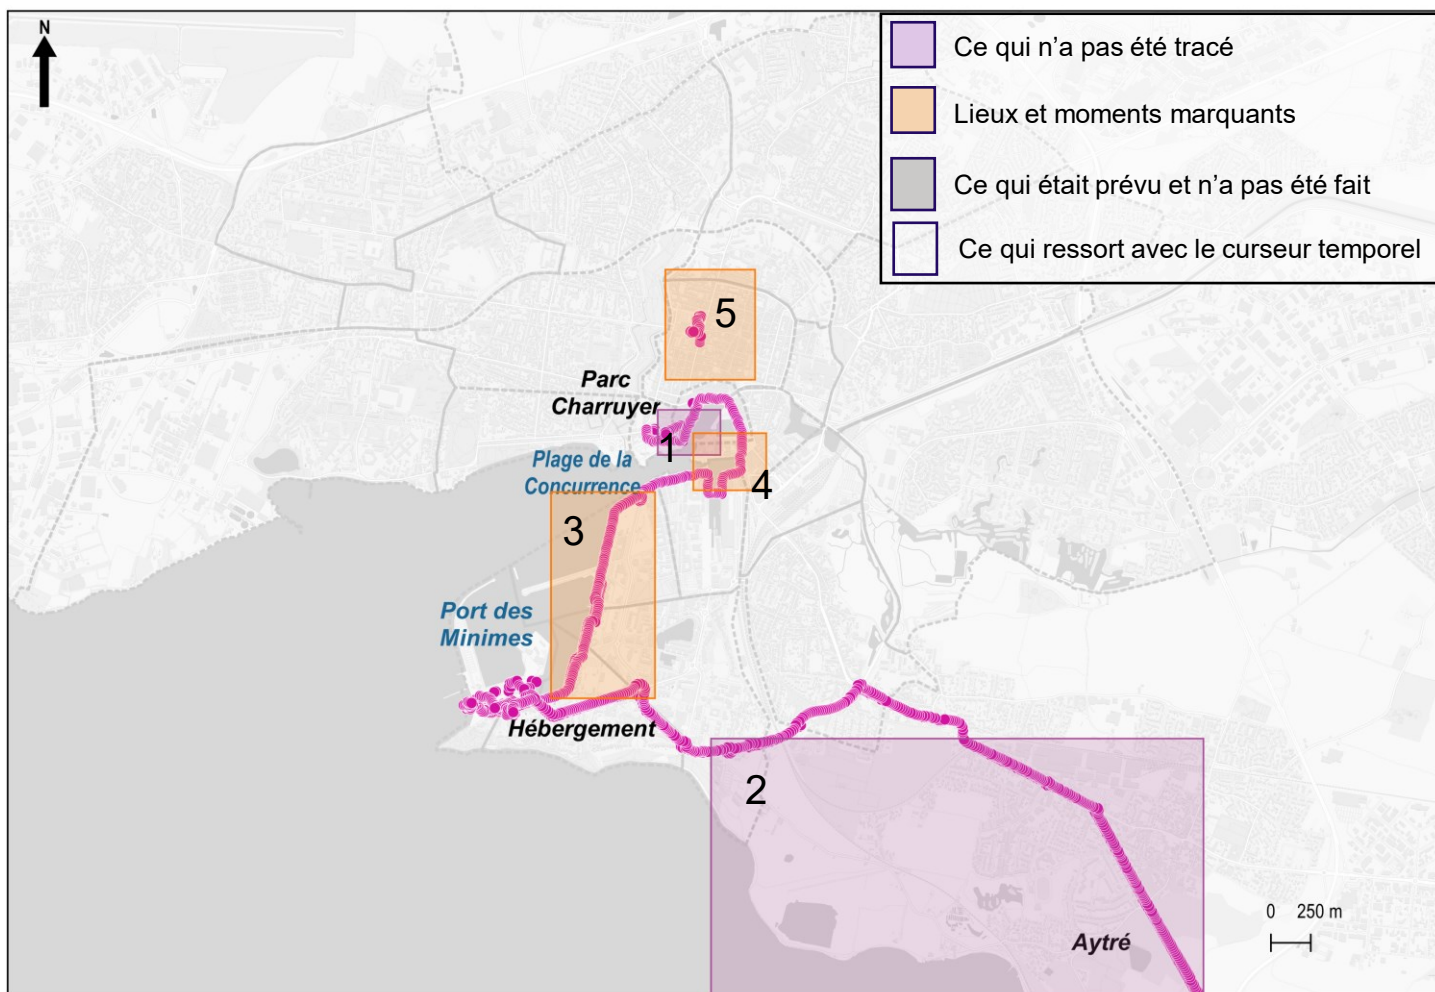 N
Ce qui n’a pas été tracé
Lieux et moments marquants
Ce qui était prévu et n’a pas été fait
Ce qui ressort avec le curseur temporel
5
Parc
Charruyer
1
Plage de la
Concurrence
4
3
Port des
Minimes
Hébergement
2
0 250 m
Aytré